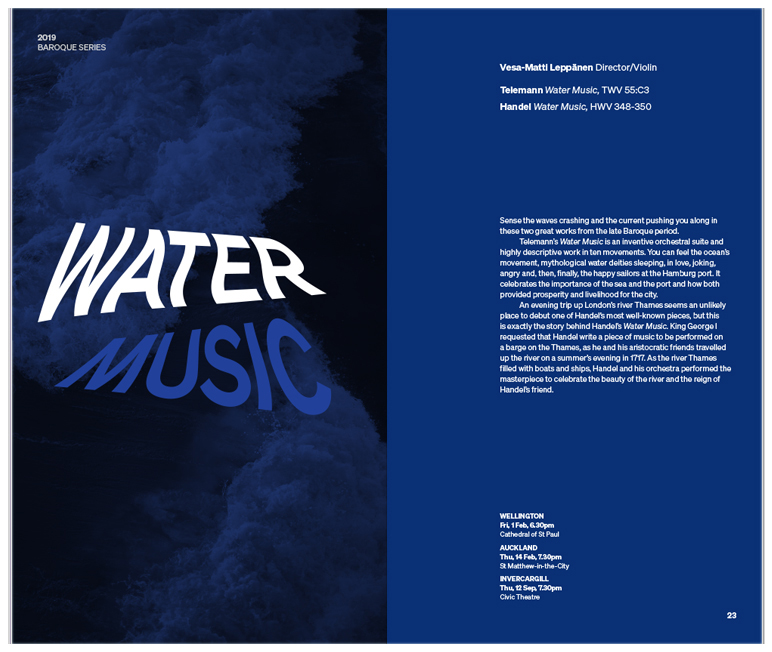 2019
BAROQUE SERIES
WATER
MUSIC
Vesa-Matti Leppänen Director/Violin
Telemann Water Music, TWV 55:C3
Handel Water Music, HWV 348-350
Sense the waves crashing and the current pushing you along in
these two great works from the late Baroque period.
Telemann's Water Music is an inventive orchestral suite and
highly descriptive work in ten movements. You can feel the ocean's
movement, mythological water deities sleeping, in love, joking,
angry and, then, finally, the happy sailors at the Hamburg port. It
celebrates the importance of the sea and the port and how both
provided prosperity and livelihood for the city.
An evening trip up London's river Thames seems an unlikely
place to debut one of Handel's most well-known pieces, but this
is exactly the story behind Handel's Water Music. King George I
requested that Handel write a piece of music to be performed on
a barge on the Thames, as he and his aristocratic friends travelled
up the river on a summer's evening in 1717. As the river Thames
filled with boats and ships, Handel and his orchestra performed the
masterpiece to celebrate the beauty of the river and the reign of
Handel's friend.
WELLINGTON
Fri, 1 Feb, 6.30pm
Cathedral of St Paul
AUCKLAND
Thu, 14 Feb, 7.30pm
St Matthew-in-the-City
INVERCARGILL
Thu, 12 Sep, 7.30pm
Civic Theatre
23